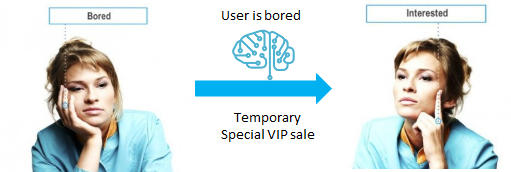 Bored
User is bored
Interested
Temporary
Special VIP sale